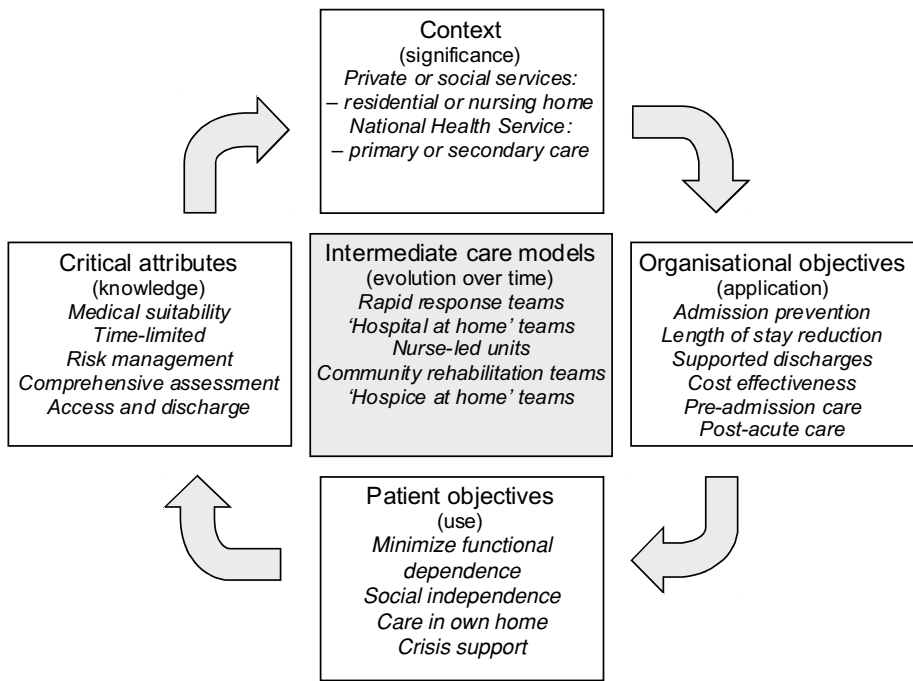 Context
(significance)
Private or social services:
– residential or nursing home
National Health Service:
– primary or secondary care
Critical attributes
(knowledge)
Medical suitability
Time-limited
Risk management
Comprehensive assessment
Access and discharge
Intermediate care models
(evolution over time)
Rapid response teams
‘Hospital at home’ teams
Nurse-led units
Community rehabilitation teams
‘Hospice at home’ teams
Organisational objectives
(application)
Admission prevention
Length of stay reduction
Supported discharges
Cost effectiveness
Pre-admission care
Post-acute care
Patient objectives
(use)
Minimize functional
dependence
Social independence
Care in own home
Crisis support